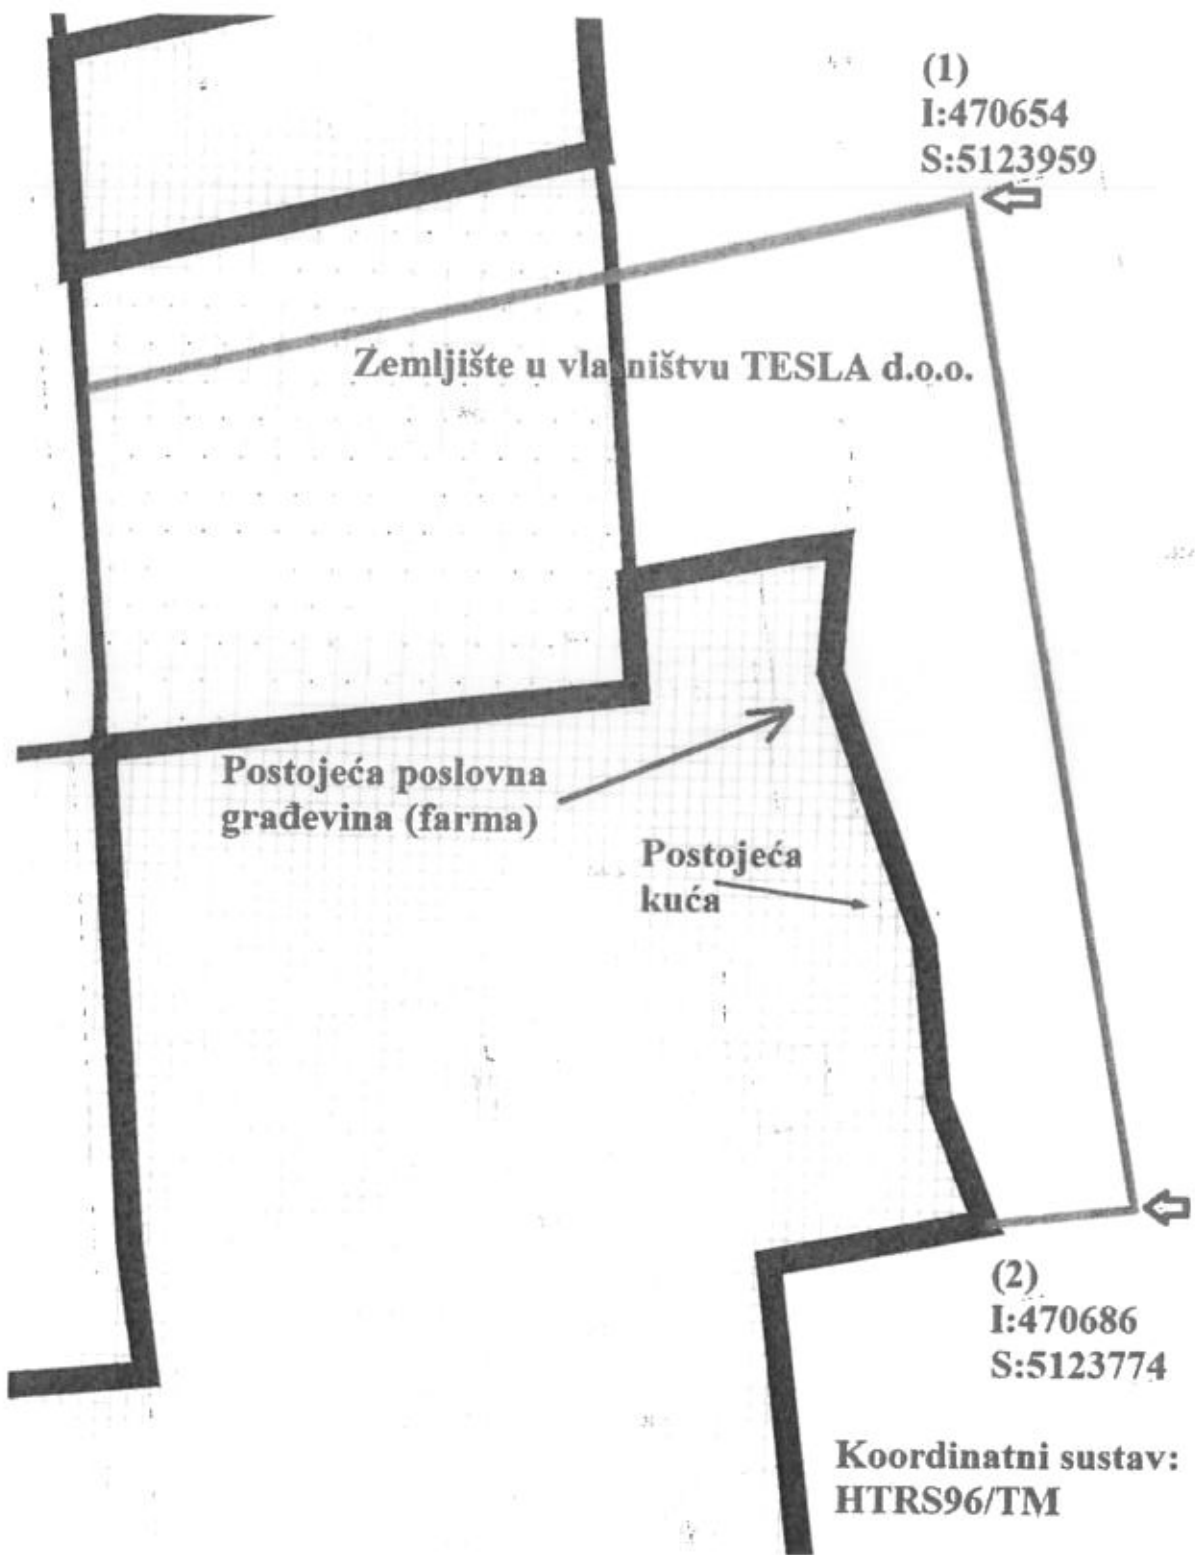 (1)
I:470654
S:5123959
Zemljište u vlasništvu TESLA d.o.o.
Postojeća poslovna
građevina (farma)
Postojeća
kuća
(2)
I:470686
S:5123774
Koordinatni sustav:
HTRS96/TM